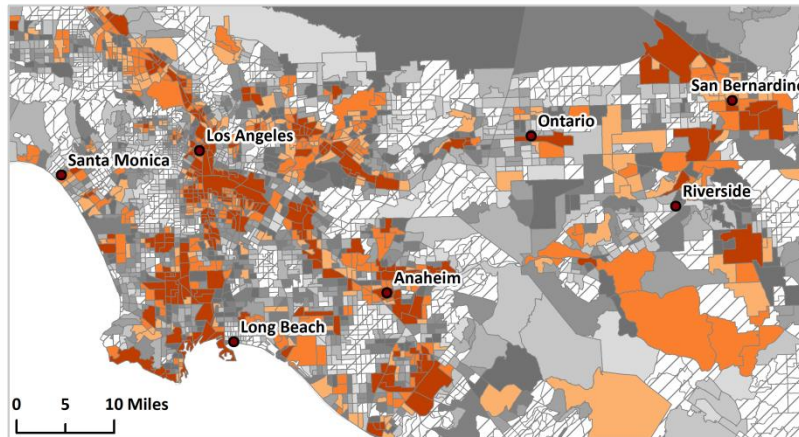 San Bernardino
Los Angeles
Ontario
Santa Monica
Riverside
Anaheim
Long Beach
0 5 10 Miles